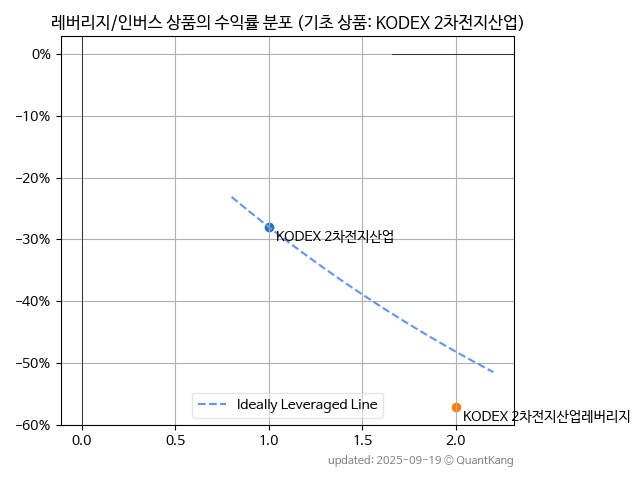 레버리지/인버스 상품의 수익률 분포 (기초 상품: KODEX 2차전지산업)
0%
−10%
−20%
−30%
−40%
−50%
−60%
KODEX 2차전지산업
KODEX 2차전지산업레버리지
Ideally Leveraged Line
0.0 0.5 1.0 1.5 2.0
updated: 2025-09-19 © QuantKang